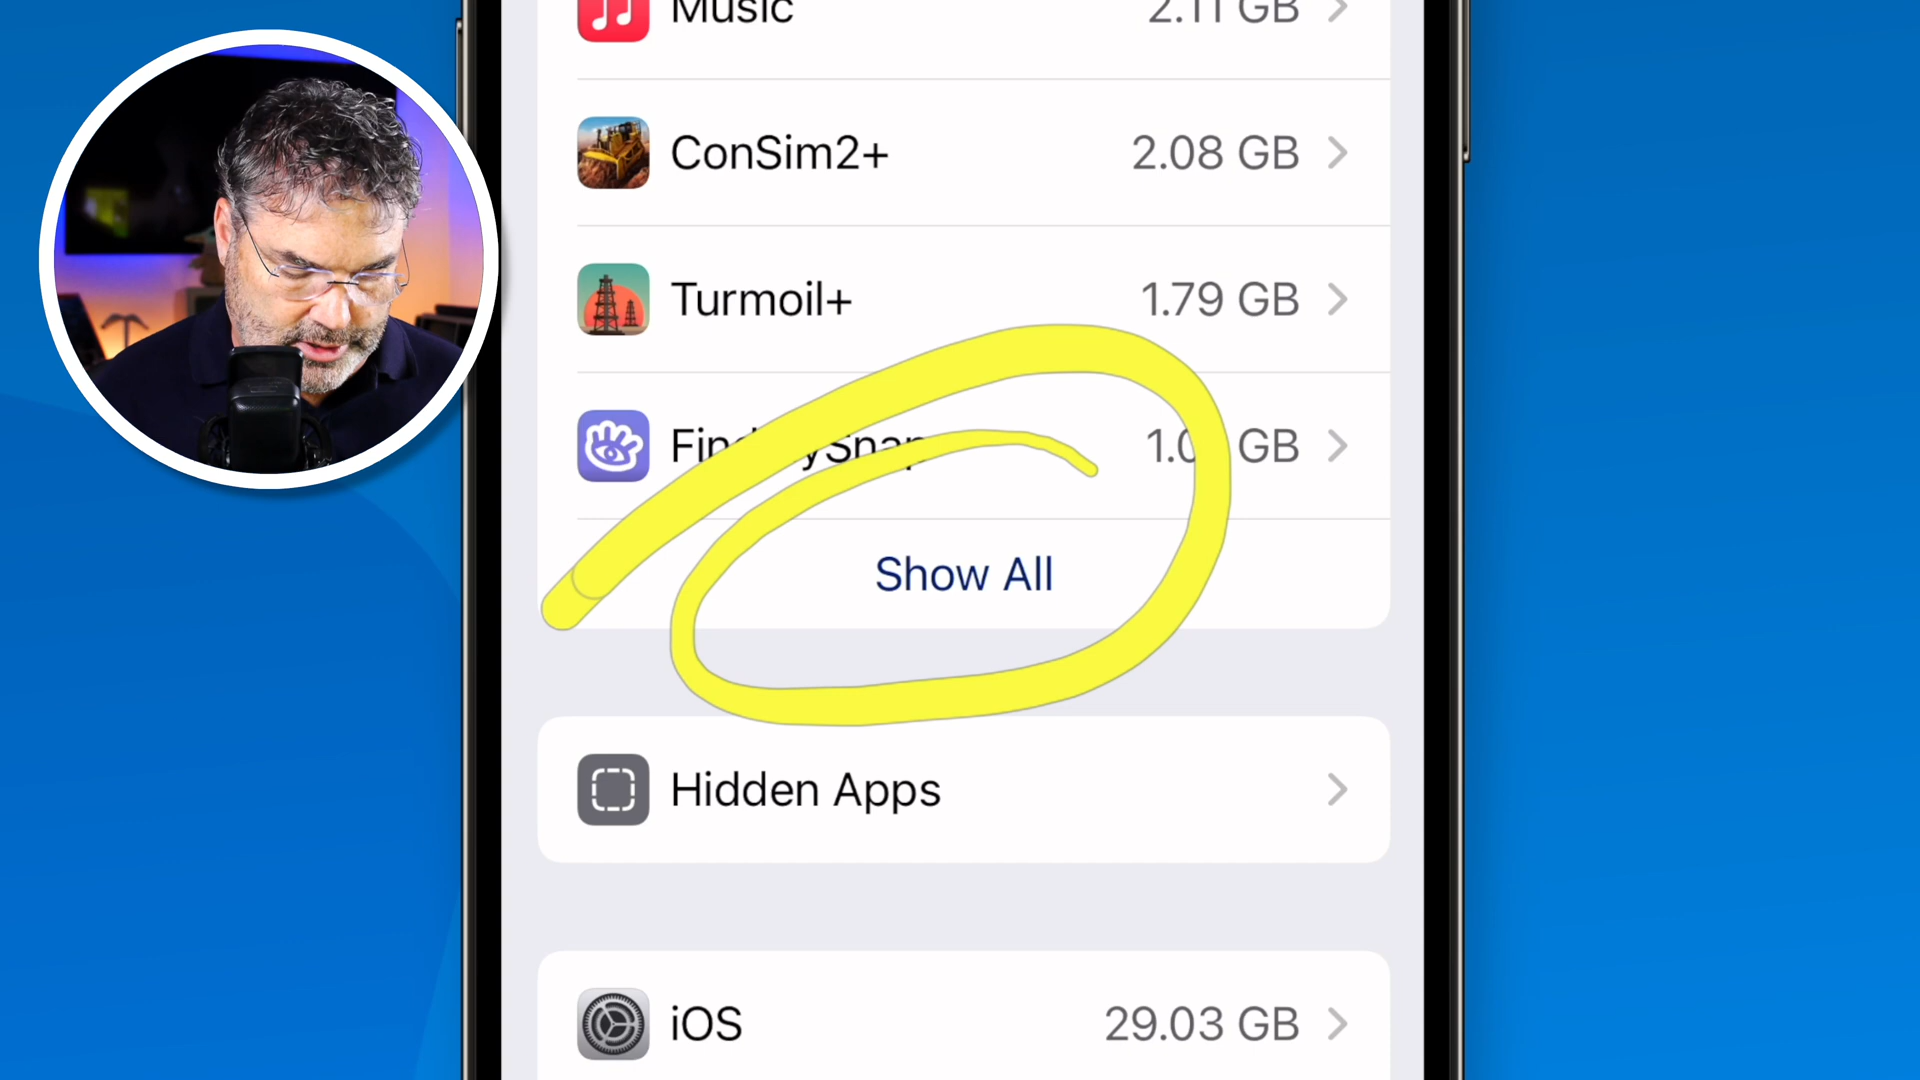 Music 2.11 GB
ConSim2+ 2.08 GB
Turmoil+ 1.79 GB
GB
Show All
Hidden Apps
iOS 29.03 GB